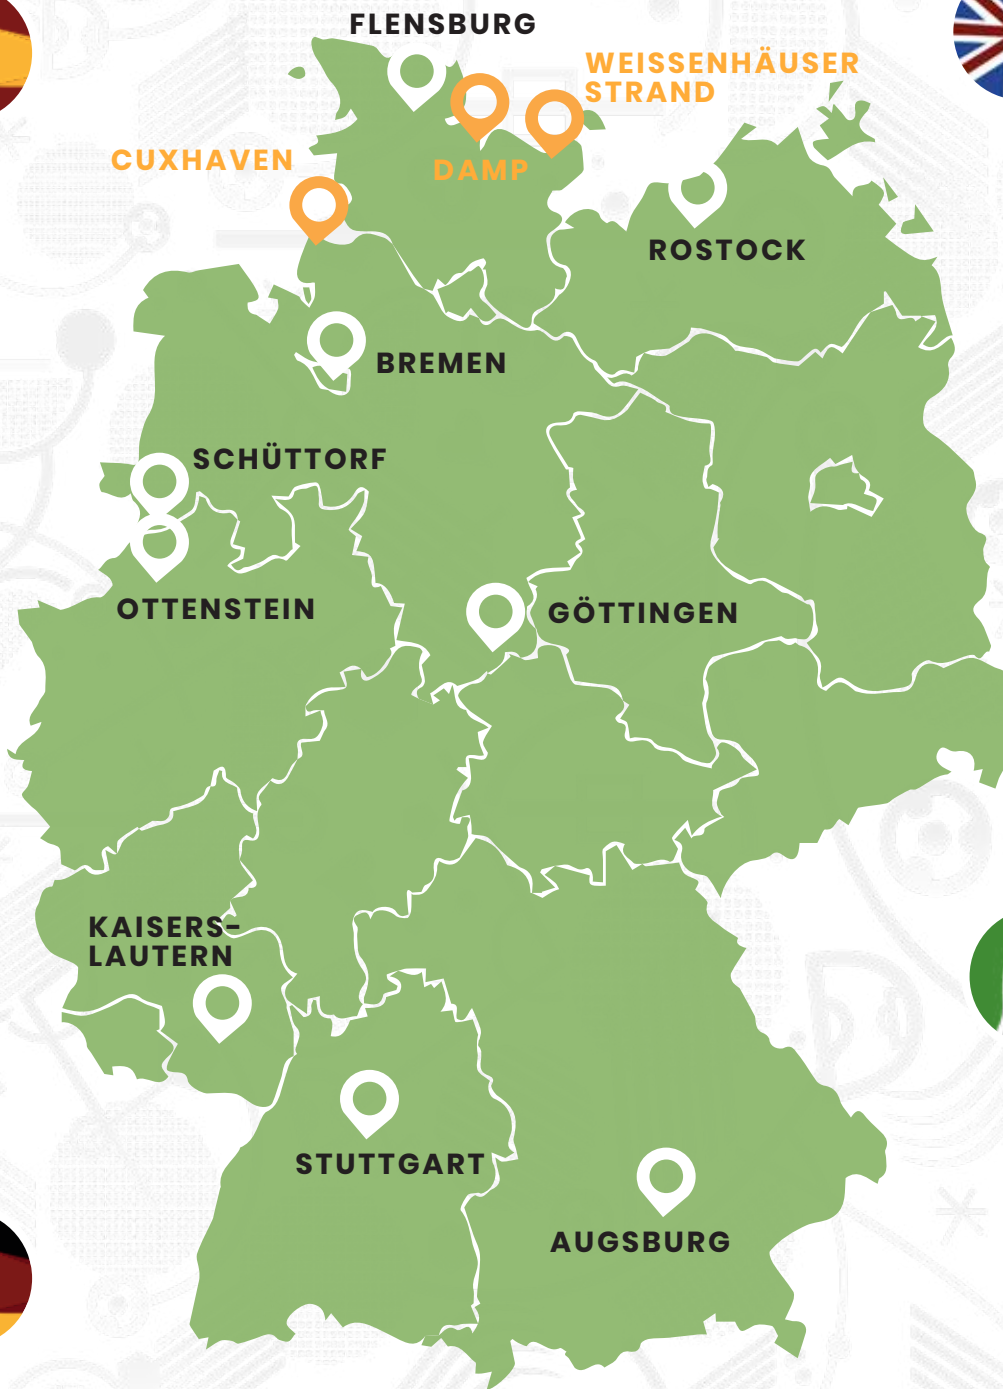 FLENSBURG
WEISSENHÄUSER
STRAND
CUXHAVEN
DAMP
ROSTOCK
BREMEN
SCHÜTTORF
OTTENSTEIN
GÖTTINGEN
KAISERS-
LAUTERN
STUTTGART
AUGSBURG